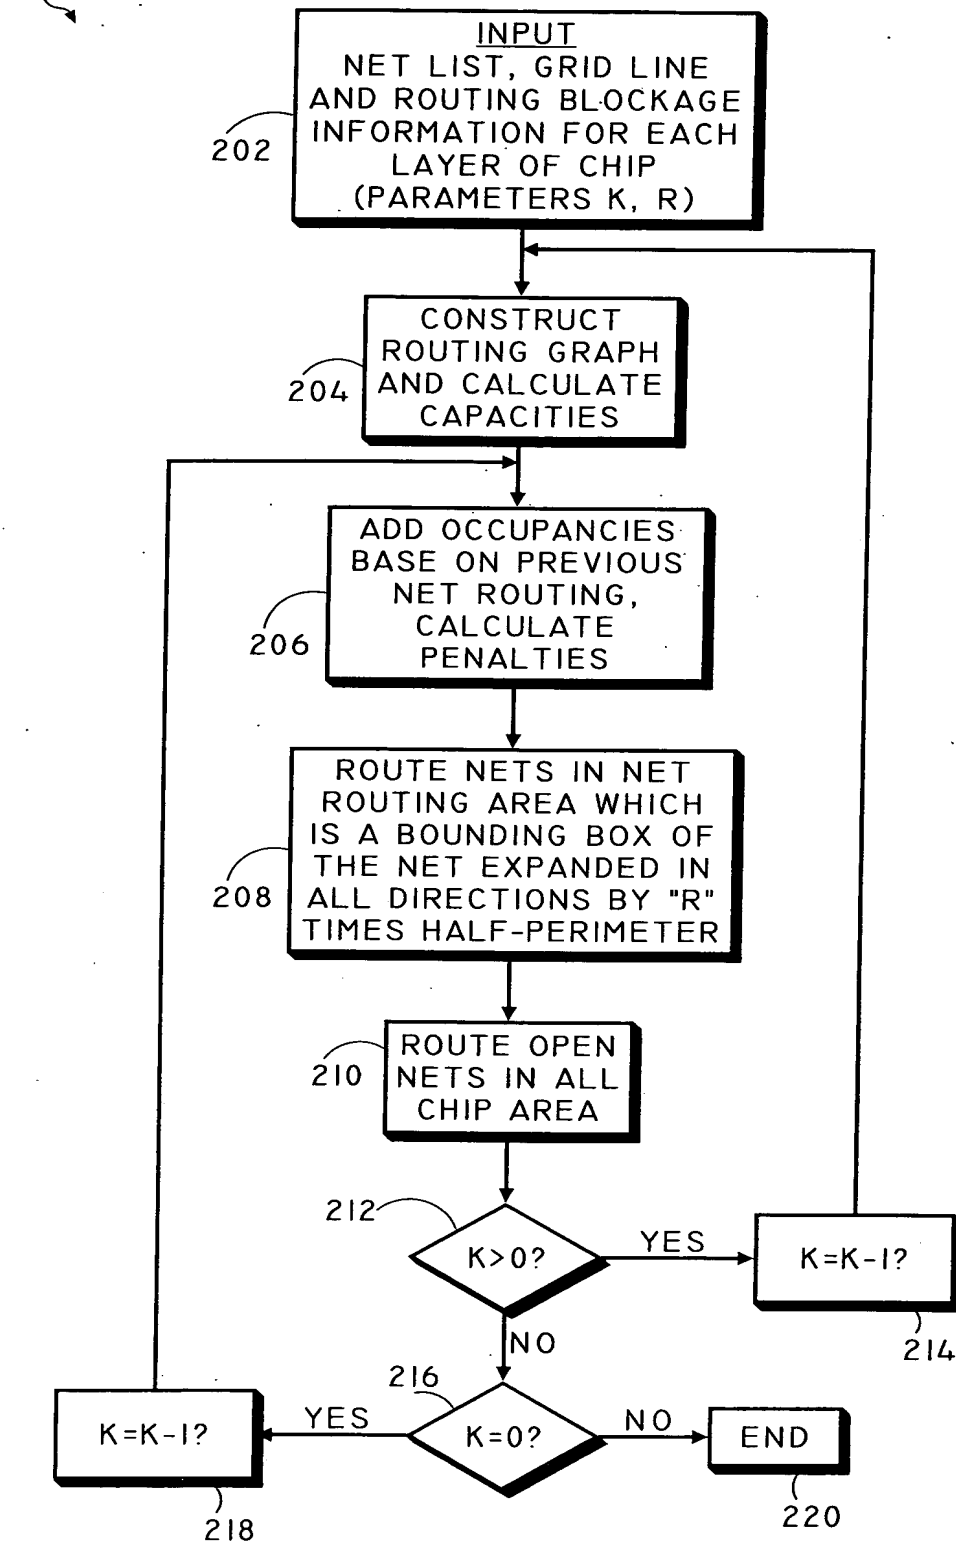 INPUT
NET LIST, GRID LINE
AND ROUTING BLOCKAGE
INFORMATION FOR EACH
LAYER OF CHIP
(PARAMETERS K, R)
202
CONSTRUCT
ROUTING GRAPH
AND CALCULATE
CAPACITIES
204
ADD OCCUPANCIES
BASE ON PREVIOUS
NET ROUTING,
CALCULATE
PENALTIES
206
ROUTE NETS IN NET
ROUTING AREA WHICH
IS A BOUNDING BOX OF
THE NET EXPANDED IN
ALL DIRECTIONS BY "R"
TIMES HALF-PERIMETER
208
ROUTE OPEN
NETS IN ALL
CHIP AREA
210
212
K>0?
YES
K=K-1?
214
NO
216
K=0?
YES
K=K-1?
218
NO
END
220